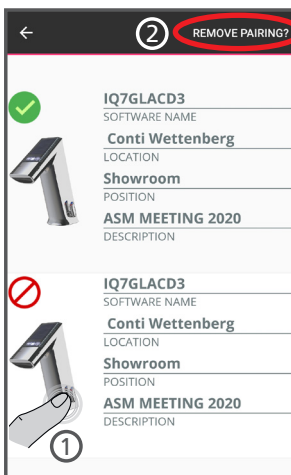 ② REMOVE PAIRING?
IQ7GLACD3
SOFTWARE NAME
Conti Wettenberg
LOCATION
Showroom
POSITION
ASM MEETING 2020
DESCRIPTION
IQ7GLACD3
SOFTWARE NAME
Conti Wettenberg
LOCATION
Showroom
POSITION
ASM MEETING 2020
DESCRIPTION
①